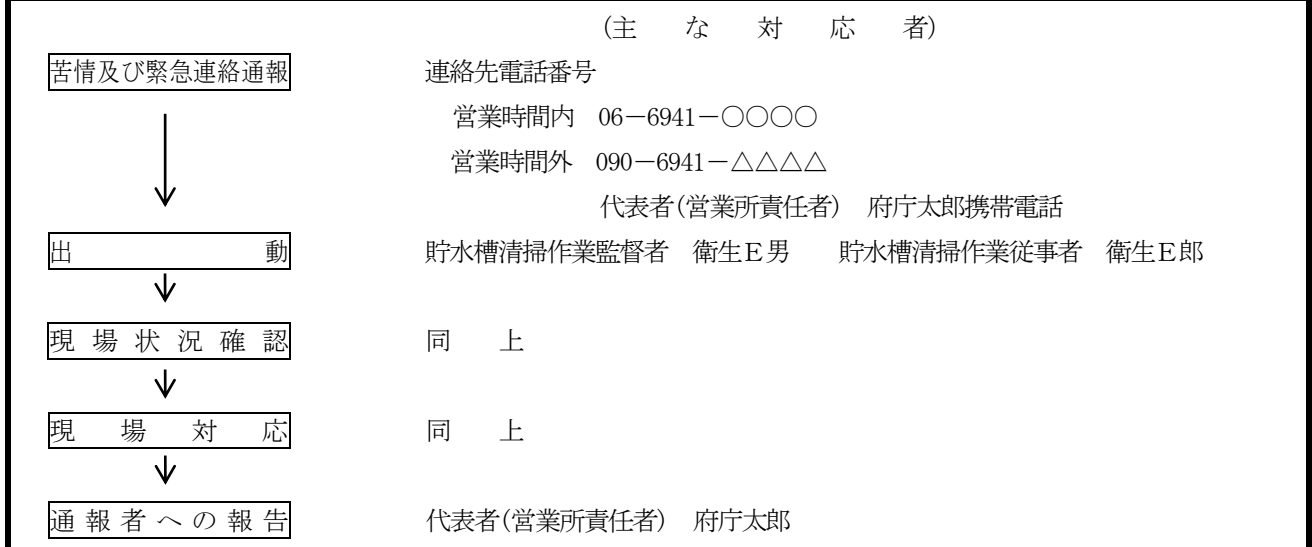 (主 な 対 応 者)
苦情及び緊急連絡通報 連絡先電話番号
営業時間内 06－6941－○○○○
営業時間外 090－6941－△△△△
代表者(営業所責任者) 府庁太郎携帯電話
出 動 貯水槽清掃作業監督者 衛生E男 貯水槽清掃作業従事者 衛生E郎
現場状況確認 同 上
現場対応 同 上
通報者への報告 代表者(営業所責任者) 府庁太郎